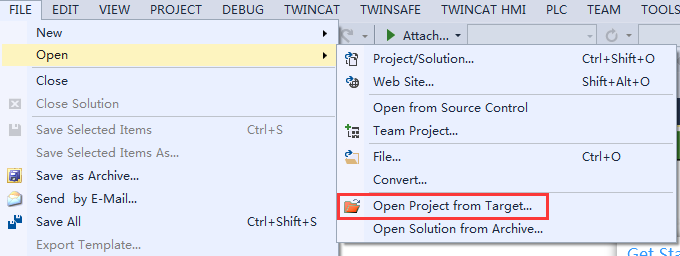 FILE EDIT VIEW PROJECT DEBUG TWINCAT TWINSAFE TWINCAT HMI PLC TEAM TOOLS
New
Attach...
Open
Project/Solution... Ctrl+Shift+O
Close
Web Site... Shift+Alt+O
Close Solution
Open from Source Control
Save Selected Items Ctrl+S
Team Project...
Save Selected Items As...
File... Ctrl+O
Save as Archive...
Convert...
Send by E-Mail...
Open Project from Target...
Save All Ctrl+Shift+S
Open Solution from Archive...
Export Template...
Get Sta